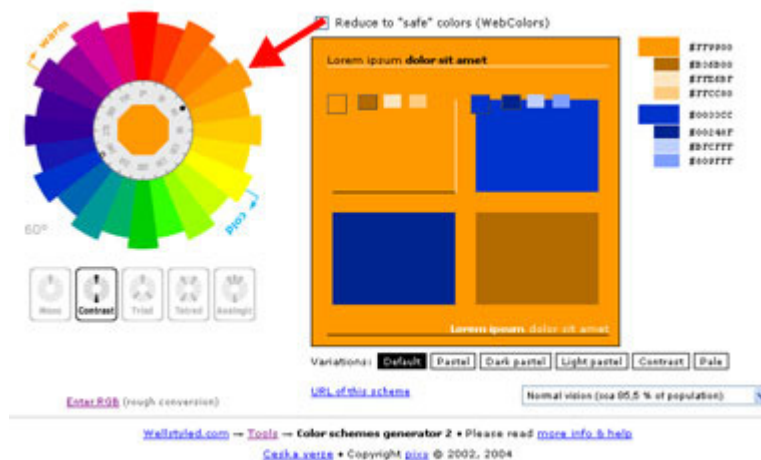 Reduce to "safe" colors (WebColors)
warm
cold
60°
Lorem ipsum dolor sit amet
#FF9900
#B36B00
#FFE6BF
#FFCC80
#0033CC
#00248F
#BFCFFF
#809FFF
Mono Contrast Triad Tetrad Analogic
Lorem ipsum dolor sit amet
Variations: Default Pastel Dark pastel Light pastel Contrast Pale
Enter RGB (rough conversion)
URL of this scheme
Normal vision (cca 85,5 % of population)
Wellstyled.com → Tools → Color schemes generator 2 • Please read more info & help
Ceska verze • Copyright pixy © 2002, 2004